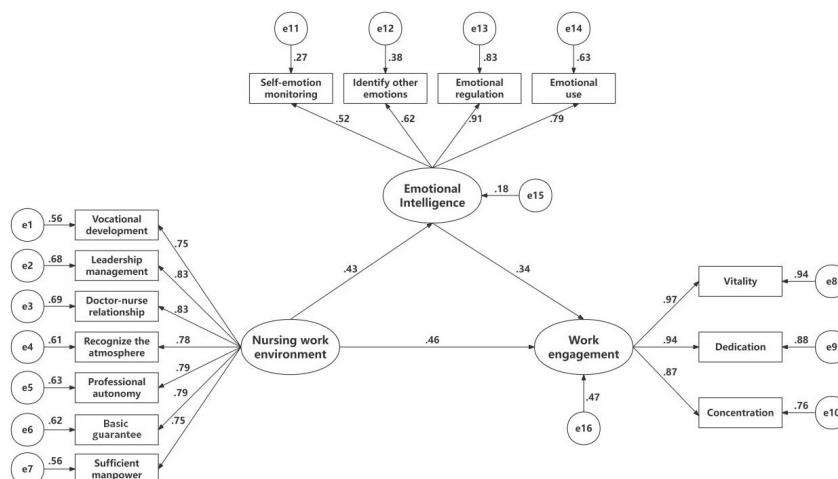 e11
e12
e13
e14
.27
.38
.83
.63
Self-emotion
monitoring
Identify other
emotions
Emotional
regulation
Emotional
use
.52
.62
.91
.79
Emotional
Intelligence
.18
e15
e1
.56
Vocational
development
.75
e2
.68
Leadership
management
.83
e3
.69
Doctor-nurse
relationship
.83
e4
.61
Recognize the
atmosphere
.78
e5
.63
Professional
autonomy
.79
e6
.62
Basic
guarantee
.79
e7
.56
Sufficient
manpower
.75
Nursing work
environment
.43
.34
.46
Work
engagement
.47
e16
.97
Vitality
.94
e8
.94
Dedication
.88
e9
.87
Concentration
.76
e10